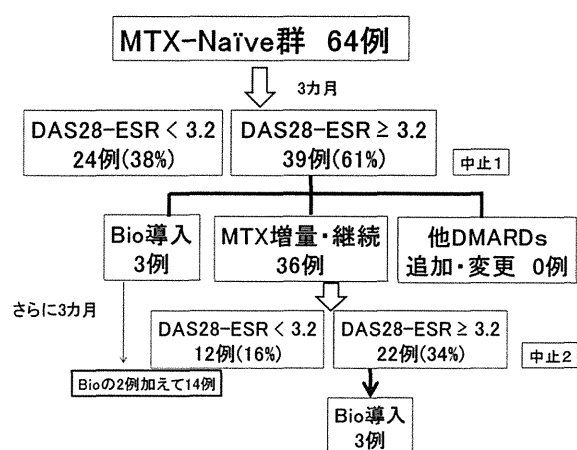 MTX-Naïve群 64例
3カ月
DAS28-ESR < 3.2
24例(38%)
DAS28-ESR ≥ 3.2
39例(61%)
中止1
Bio導入
3例
MTX増量・継続
36例
他DMARDs
追加・変更 0例
さらに3カ月
DAS28-ESR < 3.2
12例(16%)
DAS28-ESR ≥ 3.2
22例(34%)
中止2
Bioの2例加えて14例
Bio導入
3例